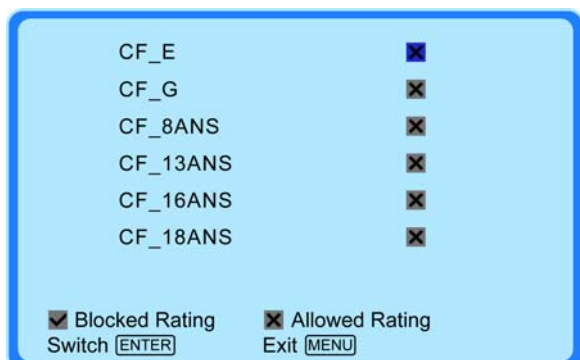 CF_E
CF_G
CF_8ANS
CF_13ANS
CF_16ANS
CF_18ANS
Blocked Rating Allowed Rating
Switch ENTER Exit MENU